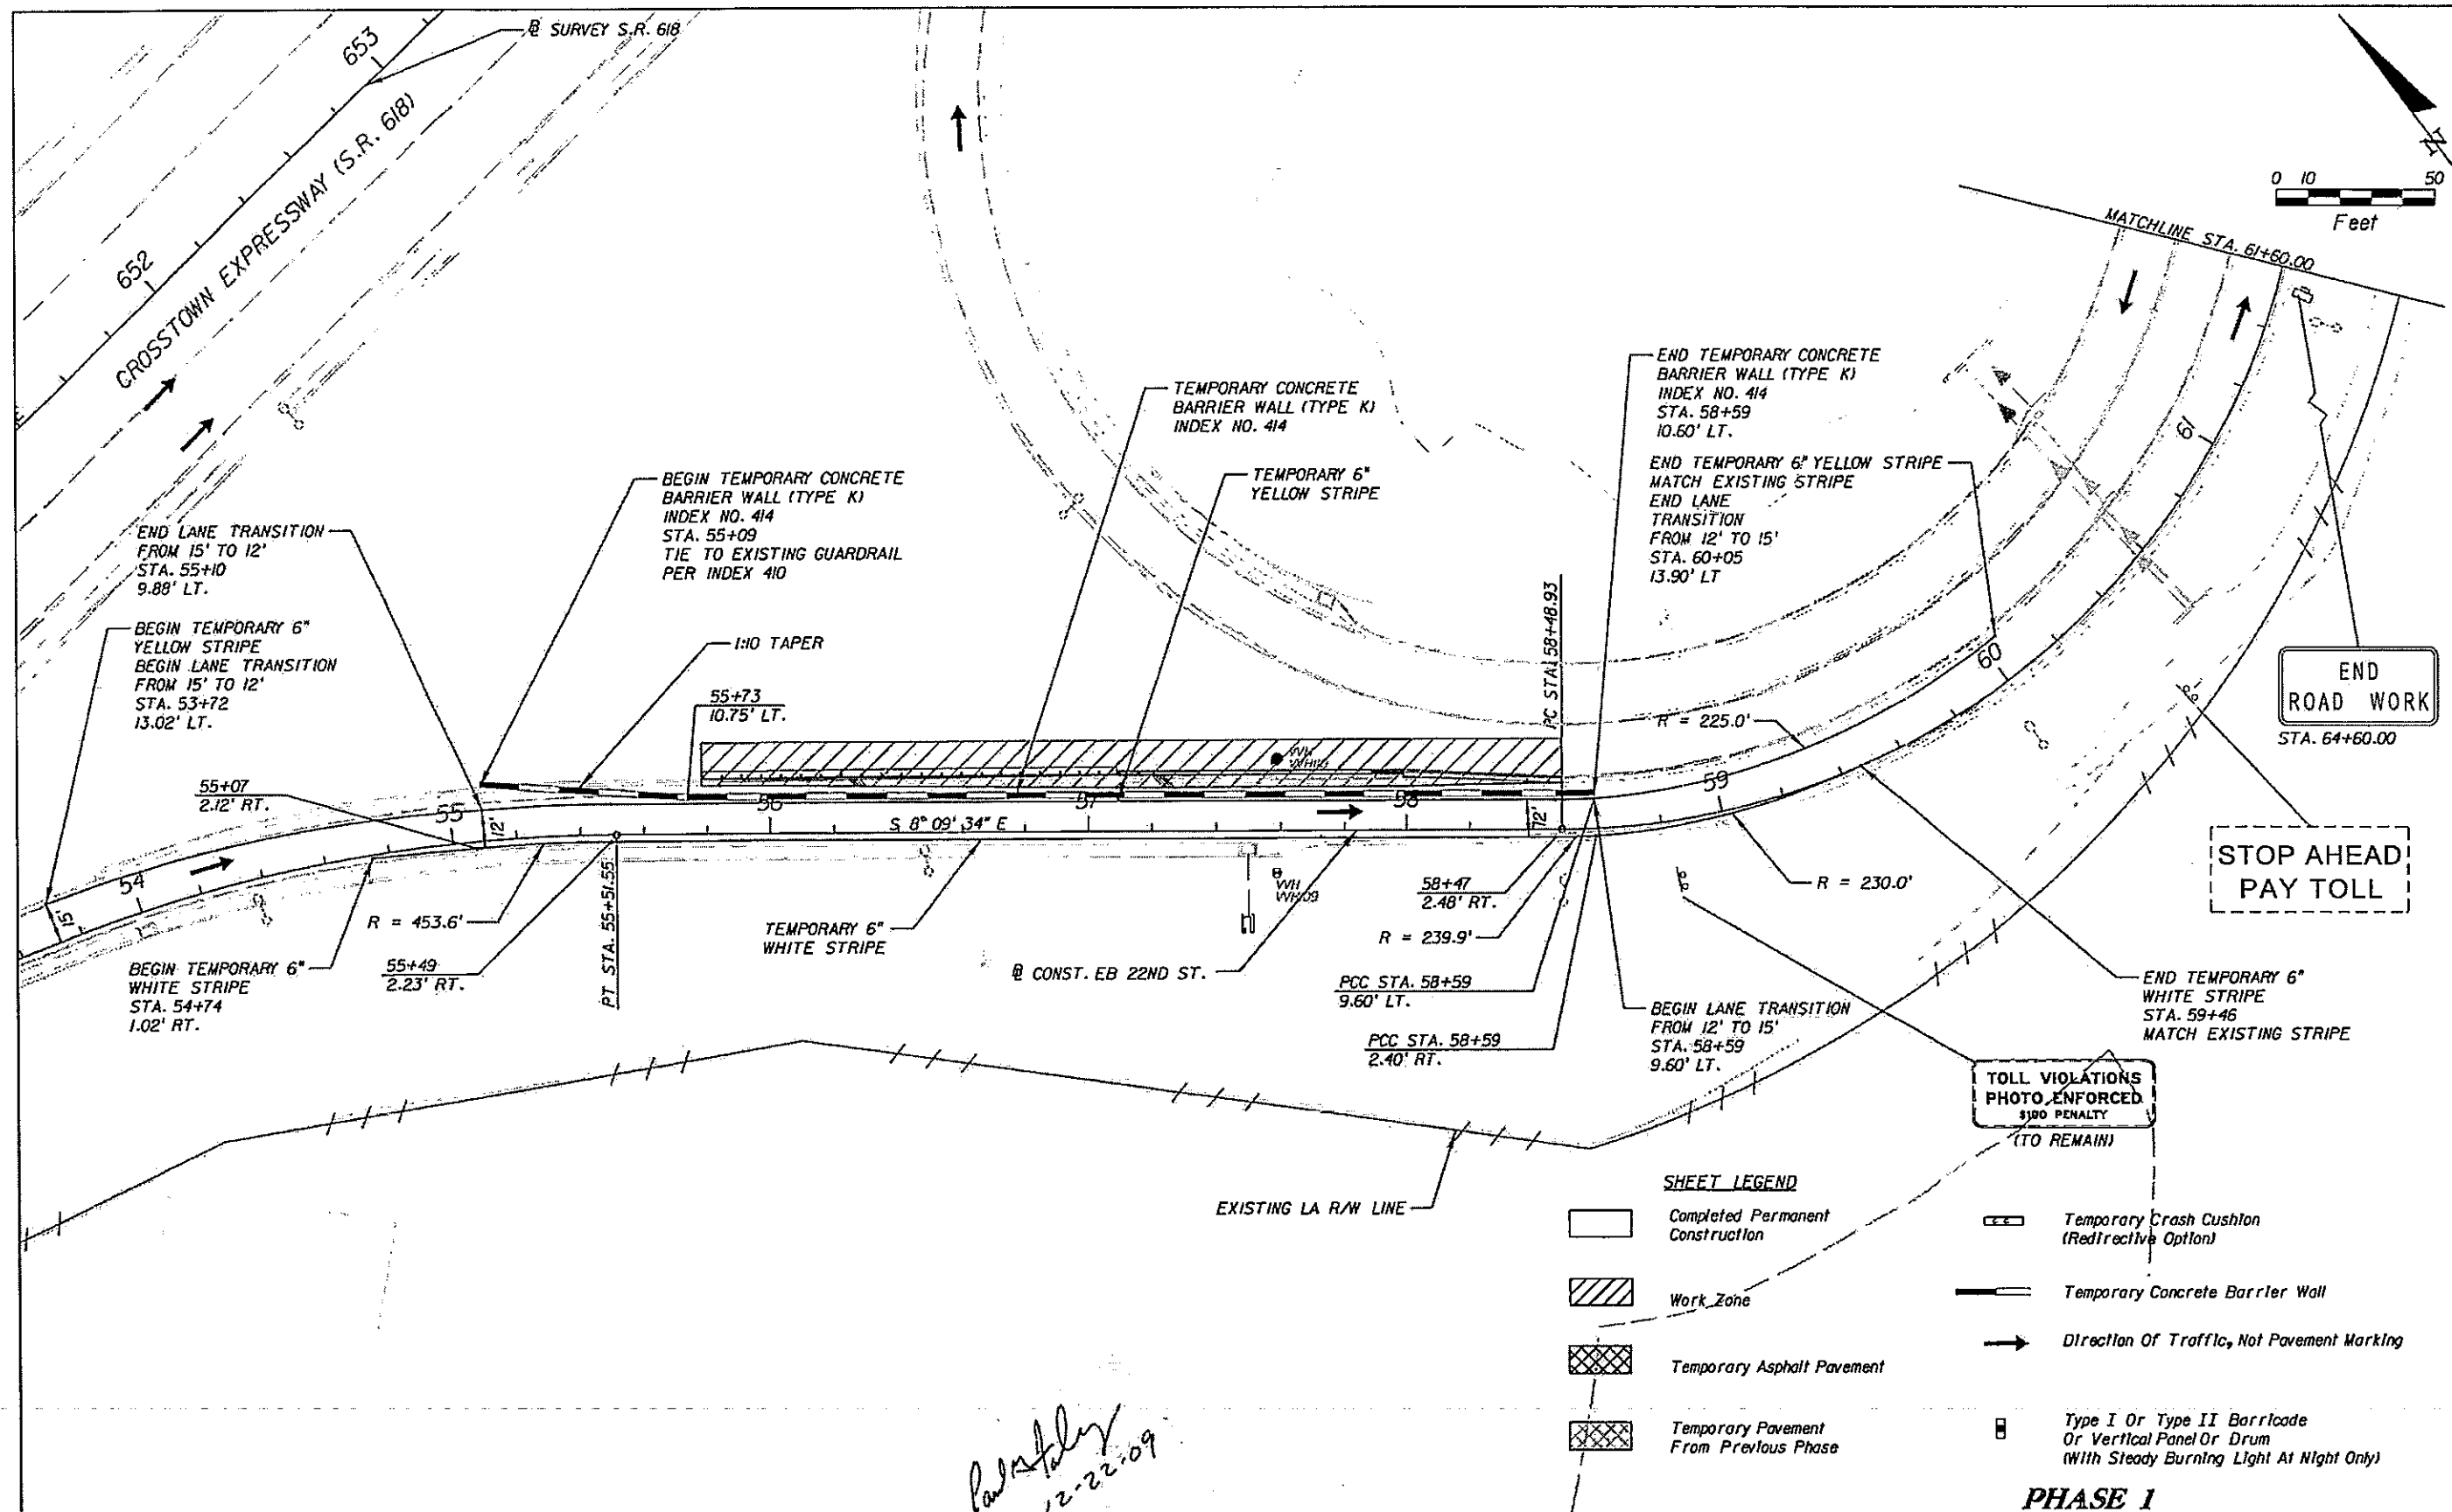 653
℄ SURVEY S.R. 618
652
CROSSTOWN EXPRESSWAY (S.R. 618)
0 10 50
Feet
N
MATCHLINE STA. 61+60.00
END TEMPORARY CONCRETE
BARRIER WALL (TYPE K)
INDEX NO. 414
STA. 58+59
10.60' LT.
TEMPORARY CONCRETE
BARRIER WALL (TYPE K)
INDEX NO. 414
END TEMPORARY 6" YELLOW STRIPE
MATCH EXISTING STRIPE
END LANE
TRANSITION
FROM 12' TO 15'
STA. 60+05
13.90' LT
TEMPORARY 6"
YELLOW STRIPE
BEGIN TEMPORARY CONCRETE
BARRIER WALL (TYPE K)
INDEX NO. 414
STA. 55+09
TIE TO EXISTING GUARDRAIL
PER INDEX 410
END LANE TRANSITION
FROM 15' TO 12'
STA. 55+10
9.88' LT.
BEGIN TEMPORARY 6"
YELLOW STRIPE
BEGIN LANE TRANSITION
FROM 15' TO 12'
STA. 53+72
13.02' LT.
1:10 TAPER
55+73
10.75' LT.
PC STA. 58+48.93
R = 225.0'
61
60
59
END
ROAD WORK
STA. 64+60.00
55+07
2.12' RT.
54
55
56
57
58
15'
12'
S 8° 09' 34" E
12'
R = 453.6'
55+49
2.23' RT.
PT STA. 55+51.55
TEMPORARY 6"
WHITE STRIPE
VVH
VVH09
58+47
2.48' RT.
R = 239.9'
R = 230.0'
STOP AHEAD
PAY TOLL
BEGIN TEMPORARY 6"
WHITE STRIPE
STA. 54+74
1.02' RT.
CONST. EB 22ND ST.
PCC STA. 58+59
9.60' LT.
PCC STA. 58+59
2.40' RT.
BEGIN LANE TRANSITION
FROM 12' TO 15'
STA. 58+59
9.60' LT.
END TEMPORARY 6"
WHITE STRIPE
STA. 59+46
MATCH EXISTING STRIPE
TOLL VIOLATIONS
PHOTO ENFORCED
$100 PENALTY
(TO REMAIN)
EXISTING LA R/W LINE
SHEET LEGEND
Completed Permanent
Construction
Work Zone
Temporary Asphalt Pavement
Temporary Pavement
From Previous Phase
Temporary Crash Cushion
(Redirective Option)
Temporary Concrete Barrier Wall
Direction Of Traffic, Not Pavement Marking
Type I Or Type II Barricade
Or Vertical Panel Or Drum
(With Steady Burning Light At Night Only)
12-22-09
PHASE 1